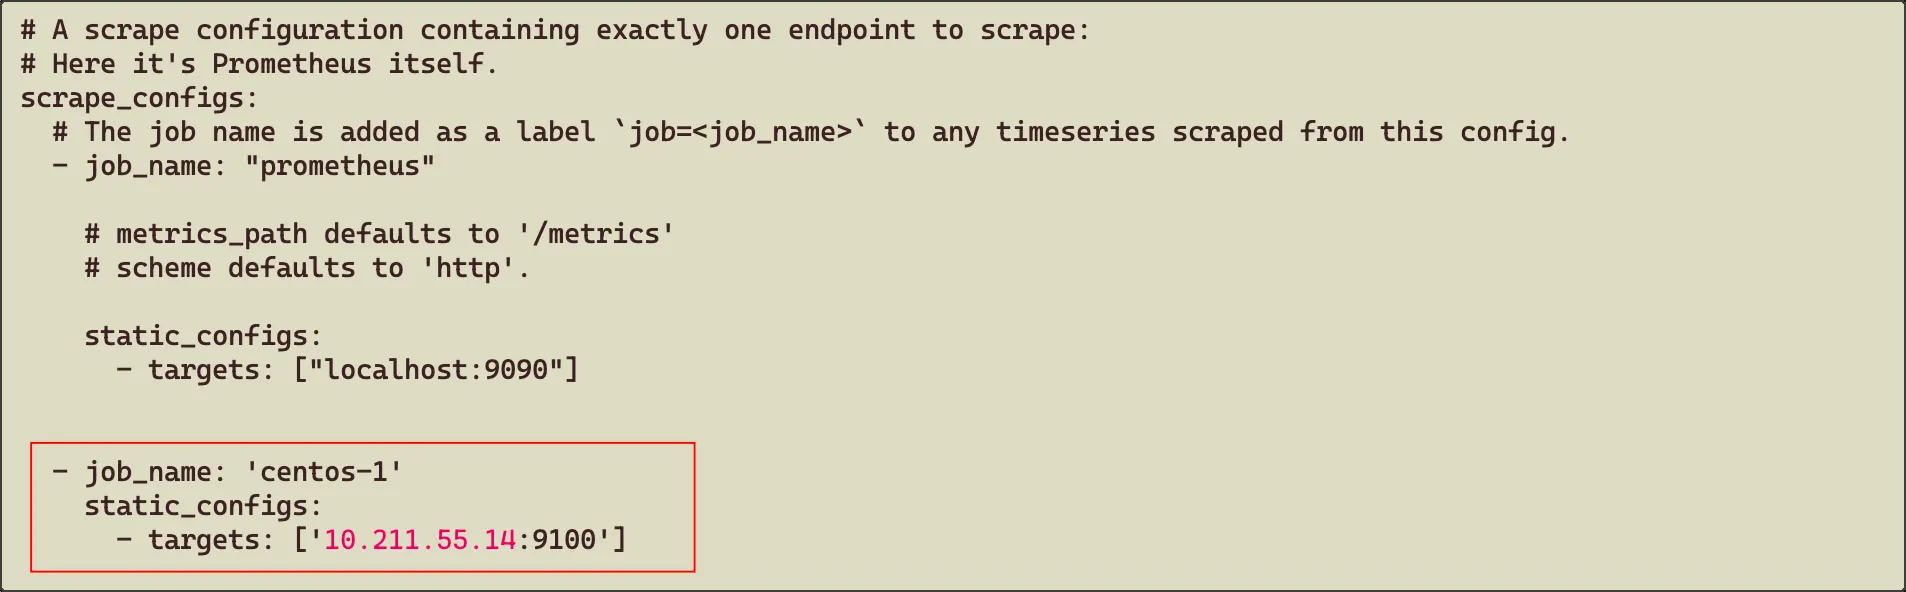 # A scrape configuration containing exactly one endpoint to scrape:
# Here it's Prometheus itself.
scrape_configs:
  # The job name is added as a label `job=<job_name>` to any timeseries scraped from this config.
  - job_name: "prometheus"

    # metrics_path defaults to '/metrics'
    # scheme defaults to 'http'.

    static_configs:
      - targets: ["localhost:9090"]


  - job_name: 'centos-1'
    static_configs:
      - targets: ['10.211.55.14:9100']